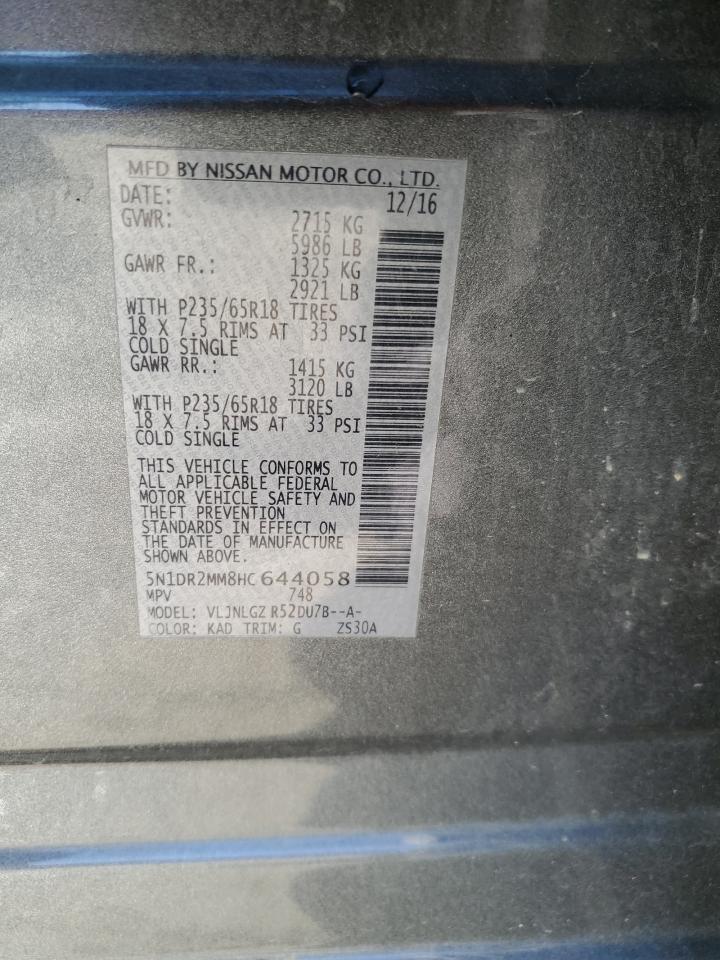 MFD BY NISSAN MOTOR CO., LTD.
DATE: 12/16
GVWR: 2715 KG
5986 LB
GAWR FR.: 1325 KG
2921 LB
WITH P235/65R18 TIRES
18 X 7.5 RIMS AT 33 PSI
COLD SINGLE
GAWR RR.: 1415 KG
3120 LB
WITH P235/65R18 TIRES
18 X 7.5 RIMS AT 33 PSI
COLD SINGLE
THIS VEHICLE CONFORMS TO
ALL APPLICABLE FEDERAL
MOTOR VEHICLE SAFETY AND
THEFT PREVENTION
STANDARDS IN EFFECT ON
THE DATE OF MANUFACTURE
SHOWN ABOVE.
5N1DR2MM8HC644058
MPV 748
MODEL: VLJNLGZ R52DU7B--A-
COLOR: KAD TRIM: G ZS30A